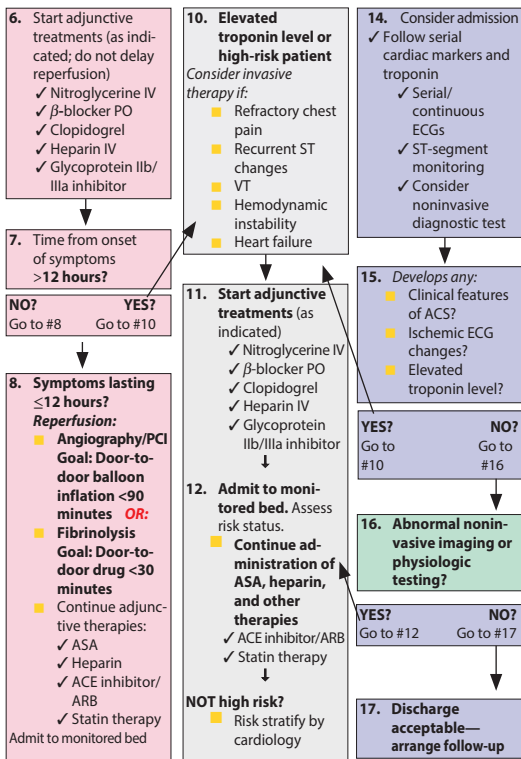 6. Start adjunctive
treatments (as indi-
cated; do not delay
reperfusion)
✓ Nitroglycerine IV
✓ β-blocker PO
✓ Clopidogrel
✓ Heparin IV
✓ Glycoprotein IIb/
IIIa inhibitor
7. Time from onset
of symptoms
>12 hours?
NO? YES?
Go to #8 Go to #10
8. Symptoms lasting
≤12 hours?
Reperfusion:
Angiography/PCI
Goal: Door-to-
door balloon
inflation <90
minutes OR:
Fibrinolysis
Goal: Door-to-
door drug <30
minutes
Continue adjunc-
tive therapies:
✓ ASA
✓ Heparin
✓ ACE inhibitor/
ARB
✓ Statin therapy
Admit to monitored bed
10. Elevated
troponin level or
high-risk patient
Consider invasive
therapy if:
Refractory chest
pain
Recurrent ST
changes
VT
Hemodynamic
instability
Heart failure
11. Start adjunctive
treatments (as
indicated)
✓ Nitroglycerine IV
✓ β-blocker PO
✓ Clopidogrel
✓ Heparin IV
✓ Glycoprotein
IIb/IIIa inhibitor
12. Admit to moni-
tored bed. Assess
risk status.
Continue ad-
ministration of
ASA, heparin,
and other
therapies
✓ ACE inhibitor/ARB
✓ Statin therapy
NOT high risk?
Risk stratify by
cardiology
14. Consider admission
✓ Follow serial
cardiac markers and
troponin
✓ Serial/
continuous
ECGs
✓ ST-segment
monitoring
✓ Consider
noninvasive
diagnostic test
15. Develops any:
Clinical features
of ACS?
Ischemic ECG
changes?
Elevated
troponin level?
YES? NO?
Go to Go to
#10 #16
16. Abnormal nonin-
vasive imaging or
physiologic
testing?
YES? NO?
Go to #12 Go to #17
17. Discharge
acceptable—
arrange follow-up